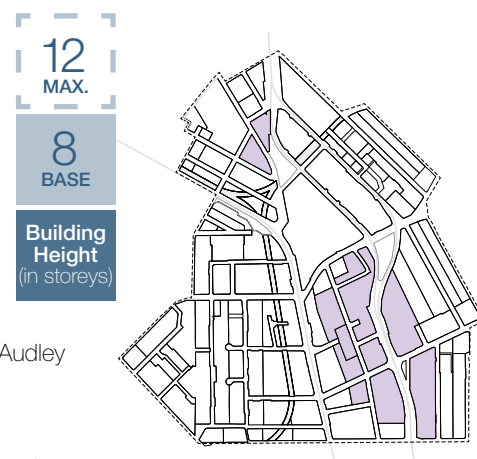 12
MAX.
8
BASE
Building
Height
(in storeys)
Audley